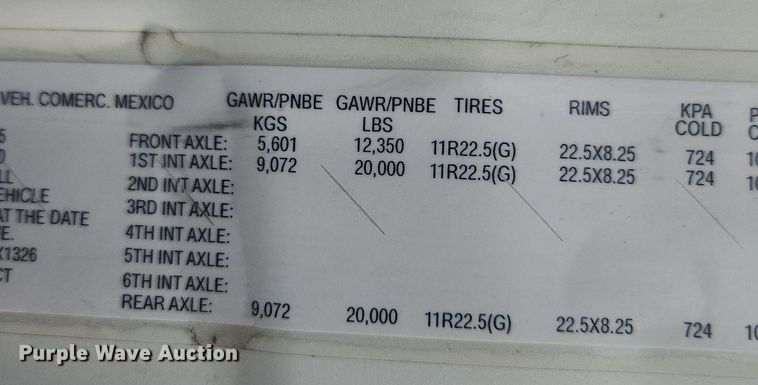 VEH. COMERC. MEXICO GAWR/PNBE GAWR/PNBE TIRES RIMS KPA
KGS LBS COLD
FRONT AXLE: 5,601 12,350 11R22.5(G) 22.5X8.25 724
1ST INT AXLE: 9,072 20,000 11R22.5(G) 22.5X8.25 724
2ND INT AXLE:
EHICLE 3RD INT AXLE:
AT THE DATE 4TH INT AXLE:
E. 5TH INT AXLE:
X1326 6TH INT AXLE:
CT REAR AXLE: 9,072 20,000 11R22.5(G) 22.5X8.25 724
Purple Wave Auction